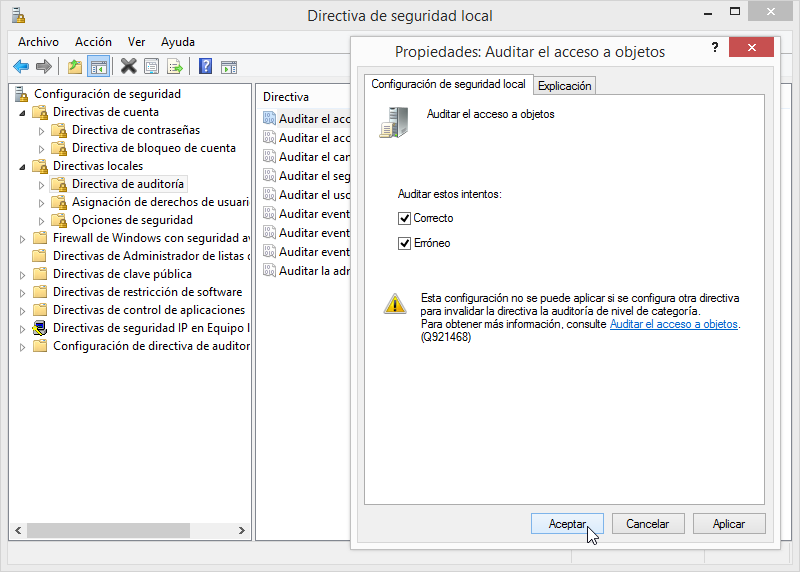 Directiva de seguridad local
Archivo Acción Ver Ayuda
Configuración de seguridad
Directivas de cuenta
Directiva de contraseñas
Directiva de bloqueo de cuenta
Directivas locales
Directiva de auditoría
Asignación de derechos de usuari
Opciones de seguridad
Firewall de Windows con seguridad av
Directivas de Administrador de listas d
Directivas de clave pública
Directivas de restricción de software
Directivas de control de aplicaciones
Directivas de seguridad IP en Equipo l
Configuración de directiva de auditor
Directiva
Auditar el acc
Auditar el acc
Auditar el can
Auditar el seg
Auditar el uso
Auditar event
Auditar event
Auditar event
Auditar la adr
Propiedades: Auditar el acceso a objetos
Configuración de seguridad local
Explicación
Auditar el acceso a objetos
Auditar estos intentos:
Correcto
Erróneo
Esta configuración no se puede aplicar si se configura otra directiva
para invalidar la directiva la auditoría de nivel de categoría.
Para obtener más información, consulte Auditar el acceso a objetos.
(Q921468)
Aceptar Cancelar Aplicar